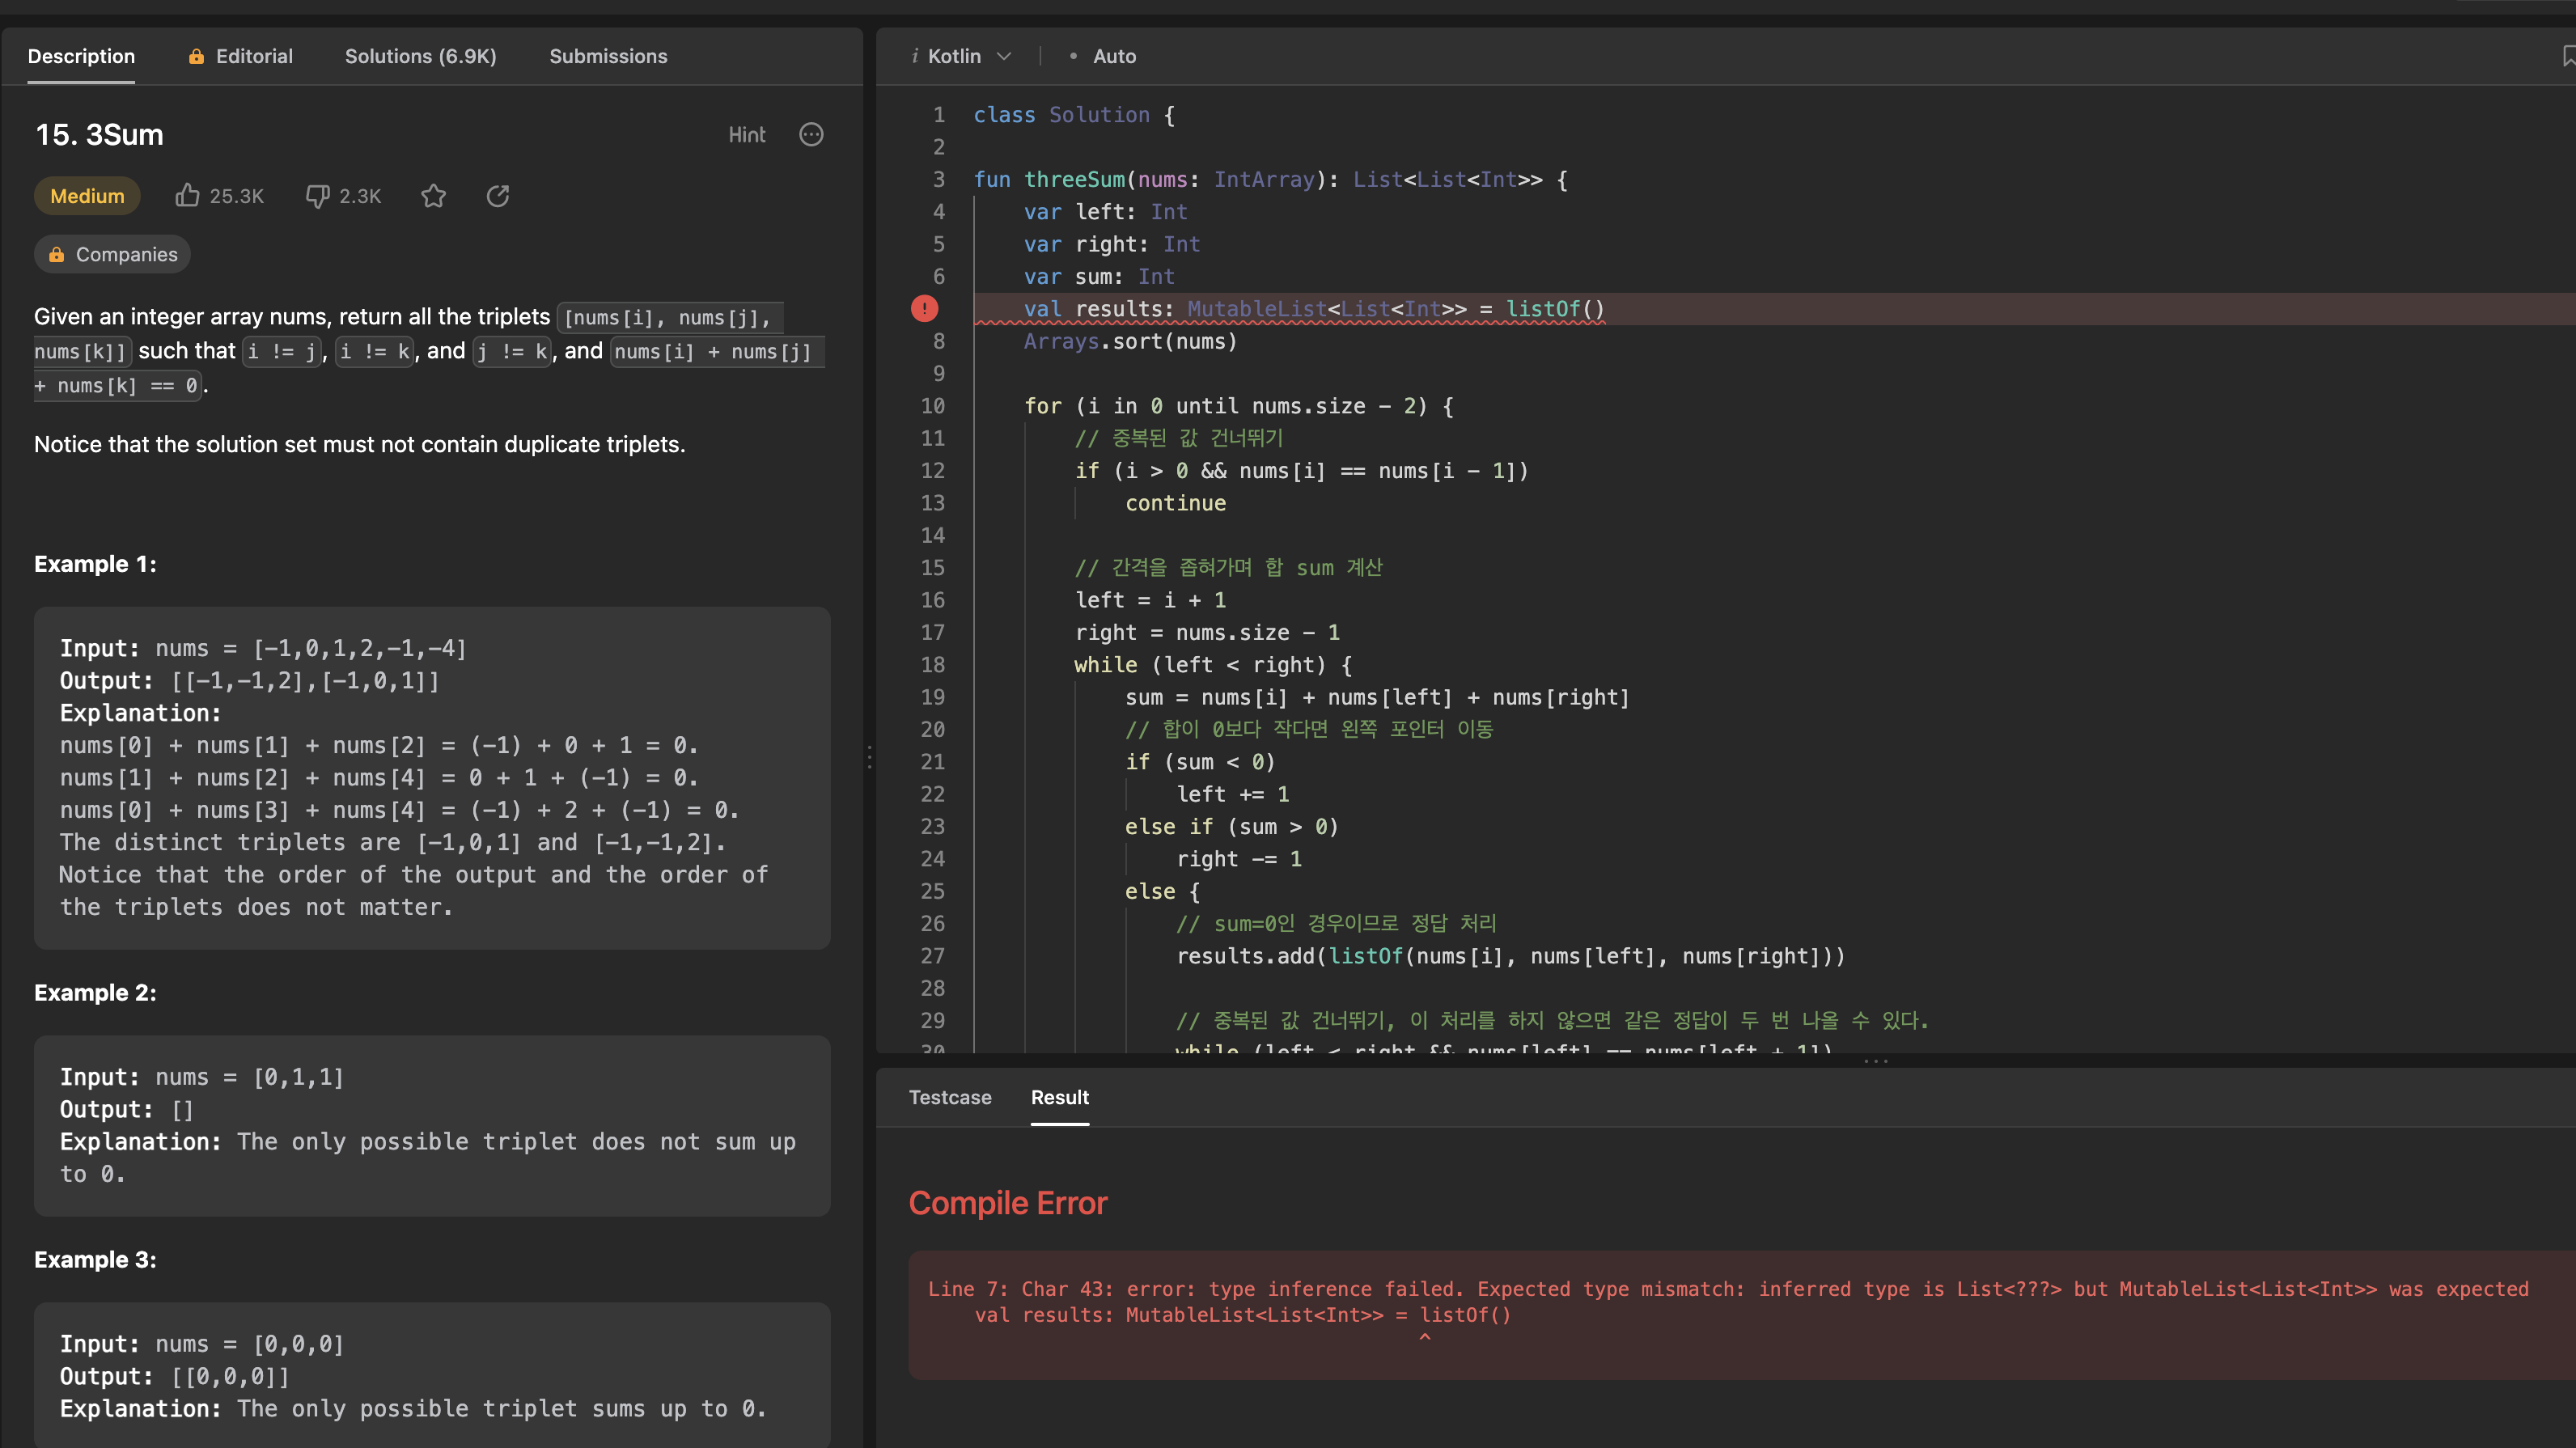 Description
Editorial
Solutions (6.9K)
Submissions
15. 3Sum
Hint
Medium
25.3K
2.3K
Companies
Given an integer array nums, return all the triplets [nums[i], nums[j],
nums[k]] such that i != j, i != k, and j != k, and nums[i] + nums[j]
+ nums[k] == 0.
Notice that the solution set must not contain duplicate triplets.
Example 1:
Input: nums = [-1,0,1,2,-1,-4]
Output: [[-1,-1,2],[-1,0,1]]
Explanation:
nums[0] + nums[1] + nums[2] = (-1) + 0 + 1 = 0.
nums[1] + nums[2] + nums[4] = 0 + 1 + (-1) = 0.
nums[0] + nums[3] + nums[4] = (-1) + 2 + (-1) = 0.
The distinct triplets are [-1,0,1] and [-1,-1,2].
Notice that the order of the output and the order of
the triplets does not matter.
Example 2:
Input: nums = [0,1,1]
Output: []
Explanation: The only possible triplet does not sum up
to 0.
Example 3:
Input: nums = [0,0,0]
Output: [[0,0,0]]
Explanation: The only possible triplet sums up to 0.
i Kotlin
• Auto
1 class Solution {
2
3 fun threeSum(nums: IntArray): List<List<Int>> {
4 var left: Int
5 var right: Int
6 var sum: Int
val results: MutableList<List<Int>> = listOf()
8 Arrays.sort(nums)
9
10 for (i in 0 until nums.size - 2) {
11 // 중복된 값 건너뛰기
12 if (i > 0 && nums[i] == nums[i - 1])
13 continue
14
15 // 간격을 좁혀가며 합 sum 계산
16 left = i + 1
17 right = nums.size - 1
18 while (left < right) {
19 sum = nums[i] + nums[left] + nums[right]
20 // 합이 0보다 작다면 왼쪽 포인터 이동
21 if (sum < 0)
22 left += 1
23 else if (sum > 0)
24 right -= 1
25 else {
26 // sum=0인 경우이므로 정답 처리
27 results.add(listOf(nums[i], nums[left], nums[right]))
28
29 // 중복된 값 건너뛰기, 이 처리를 하지 않으면 같은 정답이 두 번 나올 수 있다.
30 while (left < right && nums[left] == nums[left + 1])
Testcase
Result
Compile Error
Line 7: Char 43: error: type inference failed. Expected type mismatch: inferred type is List<???> but MutableList<List<Int>> was expected
val results: MutableList<List<Int>> = listOf()
^